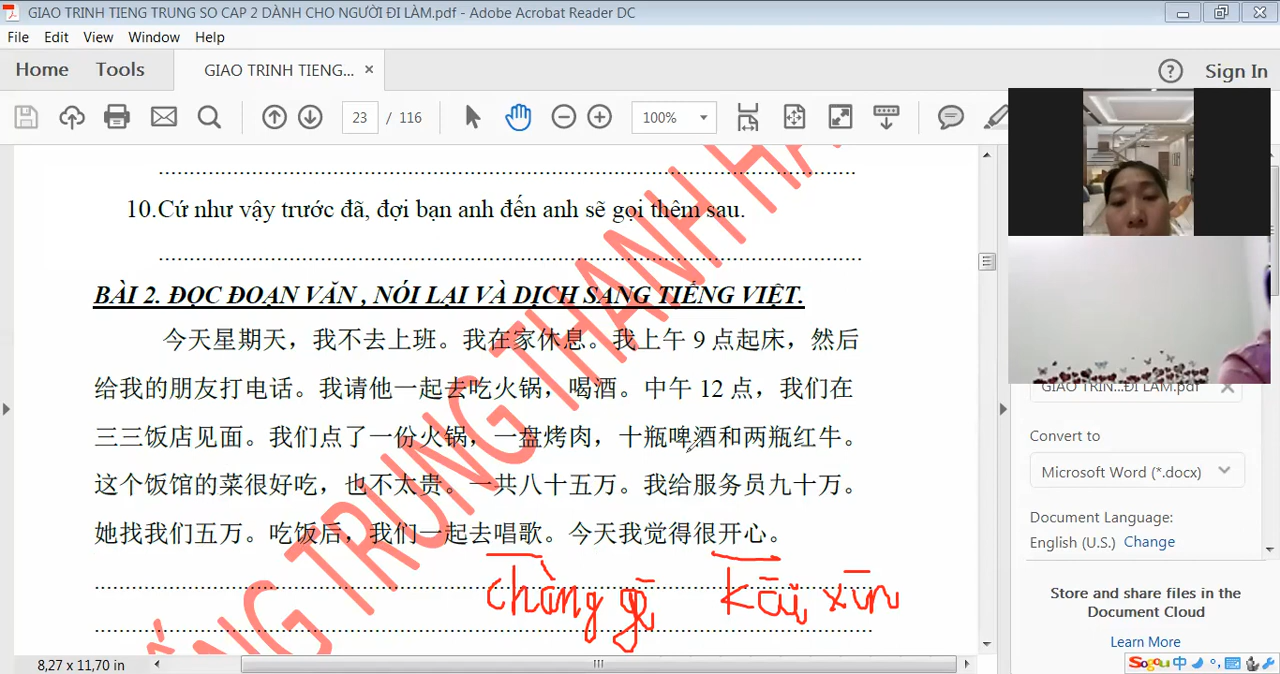 GIAO TRINH TIENG TRUNG SO CAP 2 DÀNH CHO NGƯỜI ĐI LÀM.pdf - Adobe Acrobat Reader DC
File Edit View Window Help
Home Tools GIAO TRINH TIENG... × Sign In
23 / 116 100%
10.Cứ như vậy trước đã, đợi bạn anh đến anh sẽ gọi thêm sau.
BÀI 2. ĐỌC ĐOẠN VĂN , NÓI LẠI VÀ DỊCH SANG TIẾNG VIỆT.
今天星期天，我不去上班。我在家休息。我上午 9 点起床，然后
给我的朋友打电话。我请他一起去吃火锅，喝酒。中午 12 点，我们在
三三饭店见面。我们点了一份火锅，一盘烤肉，十瓶啤酒和两瓶红牛。
这个饭馆的菜很好吃，也不太贵。一共八十五万。我给服务员九十万。
她找我们五万。吃饭后，我们一起去唱歌。今天我觉得很开心。
chàng gē kāi xīn
TRUNG THANH
8,27 x 11,70 in
GIAO TRIN...ĐI LAM.pdf
Convert to
Microsoft Word (*.docx)
Document Language:
English (U.S.) Change
Store and share files in the
Document Cloud
Learn More
Sogou 中